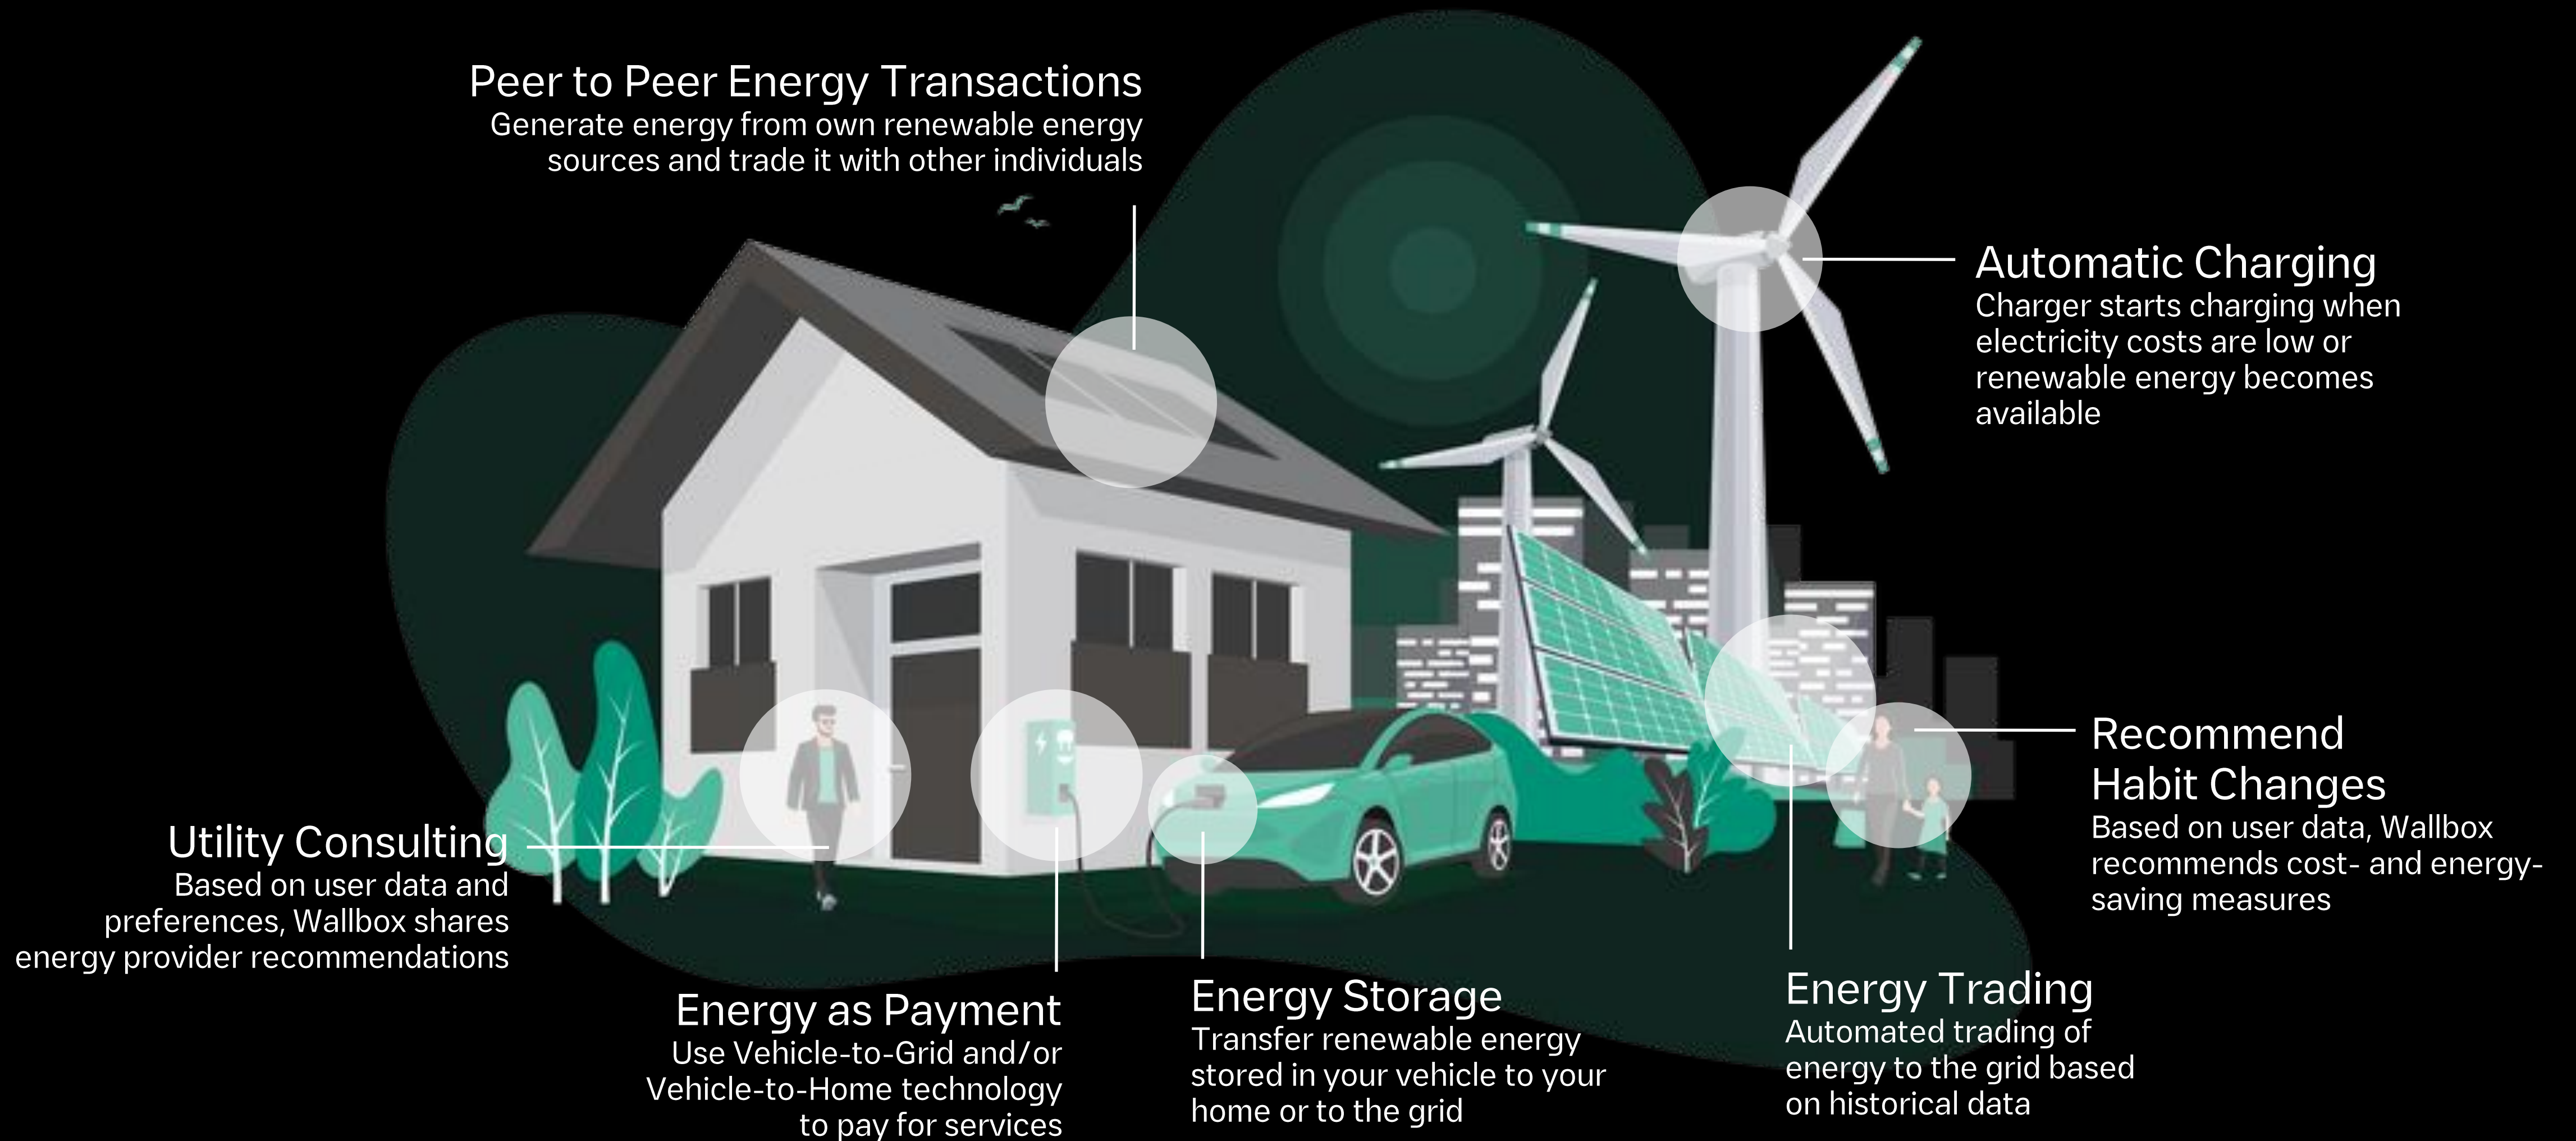 Peer to Peer Energy Transactions
Generate energy from own renewable energy
sources and trade it with other individuals
Automatic Charging
Charger starts charging when
electricity costs are low or
renewable energy becomes
available
Recommend
Habit Changes
Based on user data, Wallbox
recommends cost- and energy-
saving measures
Utility Consulting
Based on user data and
preferences, Wallbox shares
energy provider recommendations
Energy as Payment
Use Vehicle-to-Grid and/or
Vehicle-to-Home technology
to pay for services
Energy Storage
Transfer renewable energy
stored in your vehicle to your
home or to the grid
Energy Trading
Automated trading of
energy to the grid based
on historical data